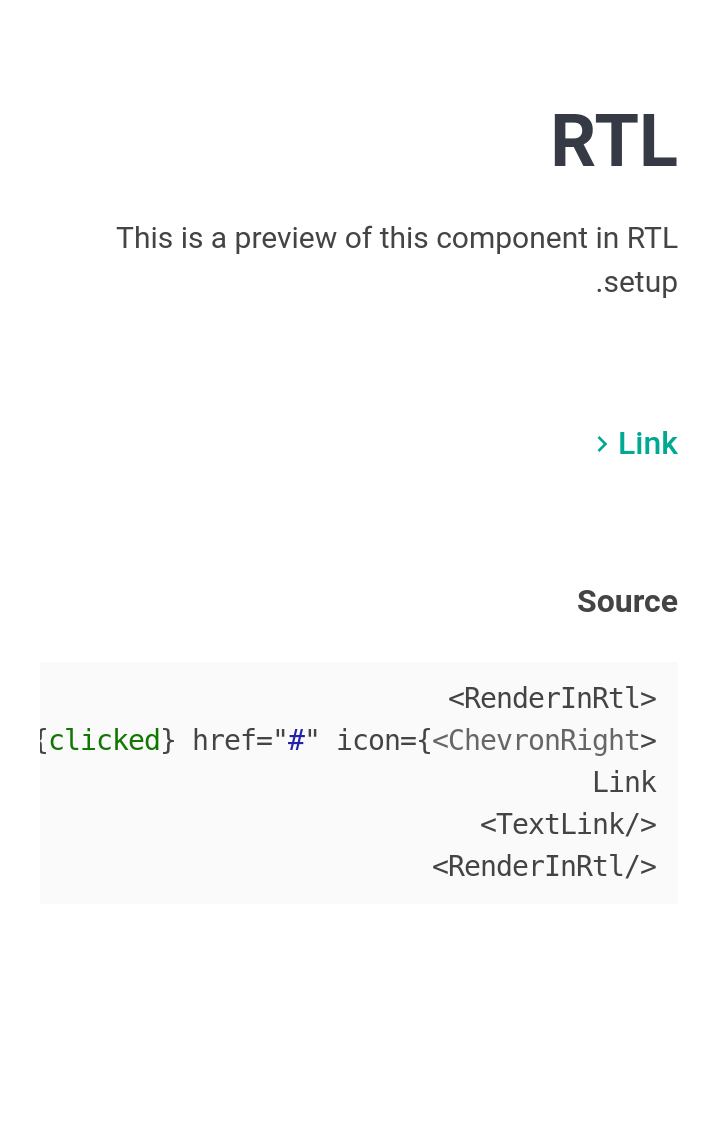 RTL
This is a preview of this component in RTL
.setup
› Link
Source
<RenderInRtl>
{clicked} href="#" icon={<ChevronRight>
Link
<TextLink/>
<RenderInRtl/>